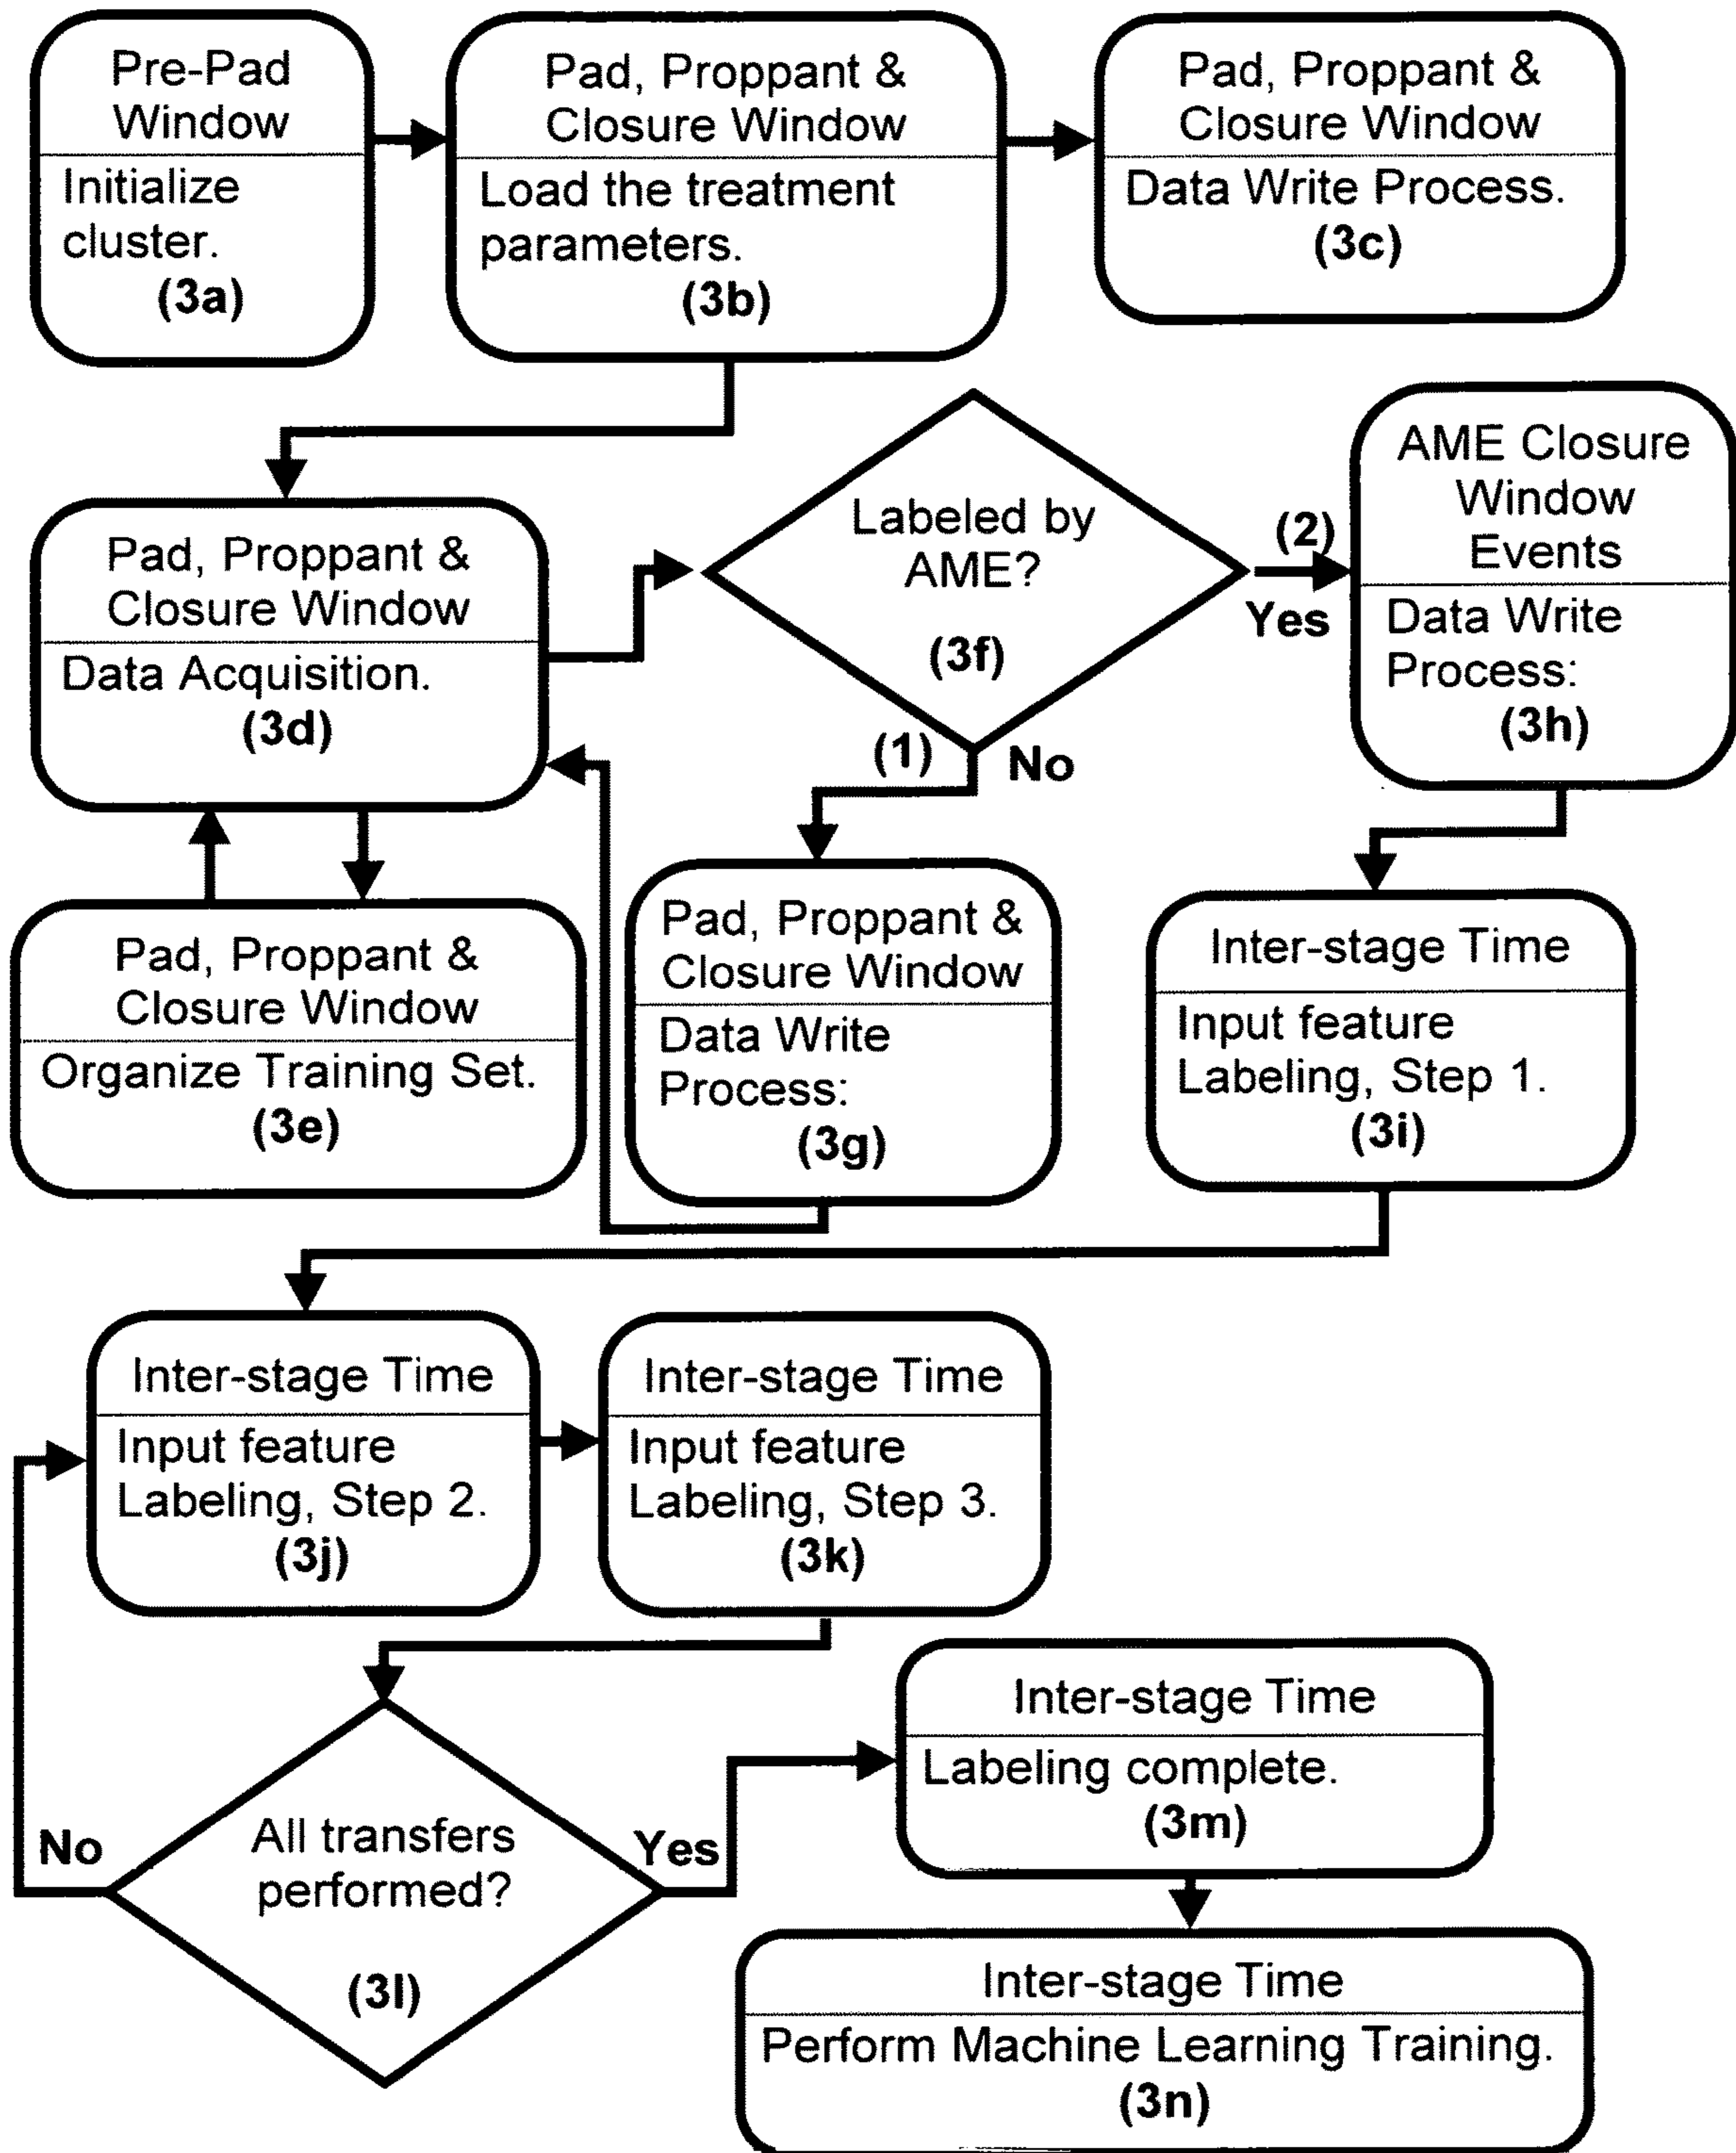 Pre-Pad
Window
Initialize
cluster.
(3a)
Pad, Proppant &
Closure Window
Load the treatment
parameters.
(3b)
Pad, Proppant &
Closure Window
Data Write Process.
(3c)
Pad, Proppant &
Closure Window
Data Acquisition.
(3d)
Pad, Proppant &
Closure Window
Organize Training Set.
(3e)
Labeled by
AME?
(3f)
(1)
No
(2)
Yes
Pad, Proppant &
Closure Window
Data Write
Process:
(3g)
AME Closure
Window
Events
Data Write
Process:
(3h)
Inter-stage Time
Input feature
Labeling, Step 1.
(3i)
Inter-stage Time
Input feature
Labeling, Step 2.
(3j)
Inter-stage Time
Input feature
Labeling, Step 3.
(3k)
All transfers
performed?
(3l)
No
Yes
Inter-stage Time
Labeling complete.
(3m)
Inter-stage Time
Perform Machine Learning Training.
(3n)